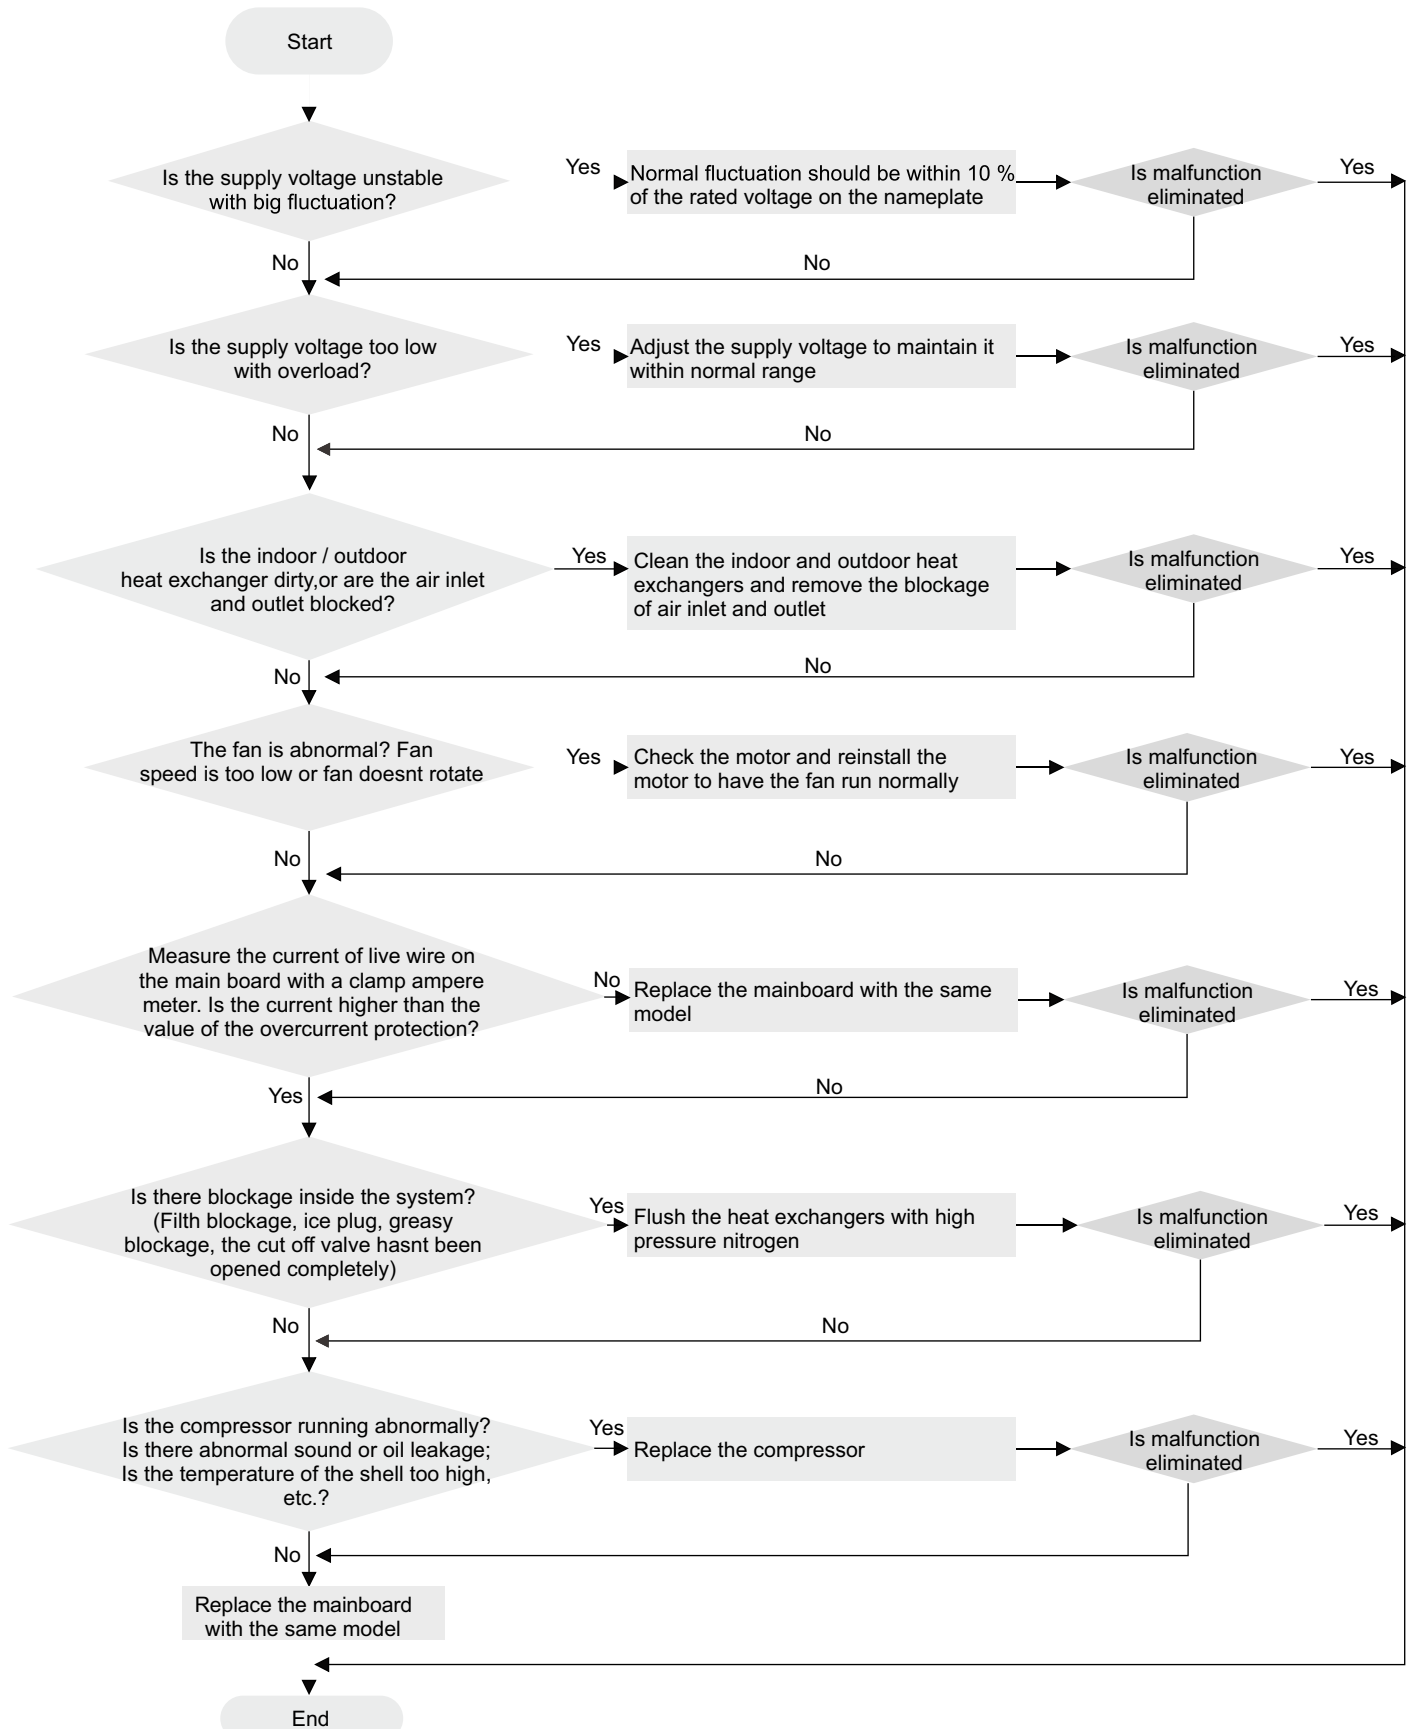 Start
Is the supply voltage unstable
with big fluctuation?
Yes
Normal fluctuation should be within 10 %
of the rated voltage on the nameplate
Is malfunction
eliminated
Yes
No
No
Is the supply voltage too low
with overload?
Yes
Adjust the supply voltage to maintain it
within normal range
Is malfunction
eliminated
Yes
No
No
Is the indoor / outdoor
heat exchanger dirty,or are the air inlet
and outlet blocked?
Yes
Clean the indoor and outdoor heat
exchangers and remove the blockage
of air inlet and outlet
Is malfunction
eliminated
Yes
No
No
The fan is abnormal? Fan
speed is too low or fan doesnt rotate
Yes
Check the motor and reinstall the
motor to have the fan run normally
Is malfunction
eliminated
Yes
No
No
Measure the current of live wire on
the main board with a clamp ampere
meter. Is the current higher than the
value of the overcurrent protection?
No
Replace the mainboard with the same
model
Is malfunction
eliminated
Yes
Yes
No
Is there blockage inside the system?
(Filth blockage, ice plug, greasy
blockage, the cut off valve hasnt been
opened completely)
Yes
Flush the heat exchangers with high
pressure nitrogen
Is malfunction
eliminated
Yes
No
No
Is the compressor running abnormally?
Is there abnormal sound or oil leakage;
Is the temperature of the shell too high,
etc.?
Yes
Replace the compressor
Is malfunction
eliminated
Yes
No
Replace the mainboard
with the same model
End